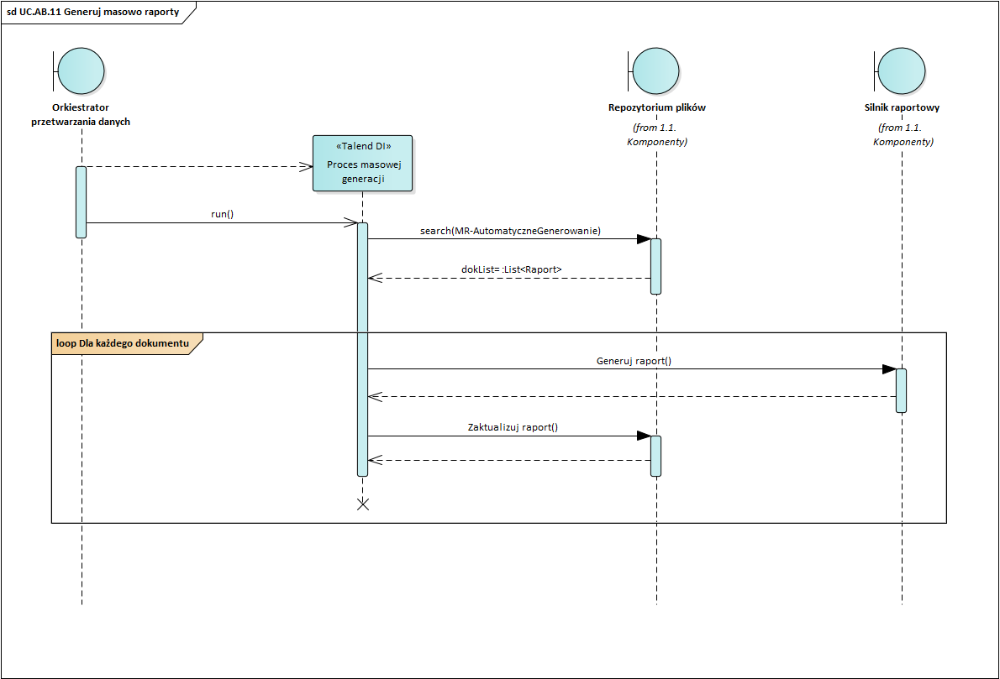 sd UC.AB.11 Generuj masowo raporty
Orkiestrator
przetwarzania danych
Repozytorium plików
(from 1.1.
Komponenty)
Silnik raportowy
(from 1.1.
Komponenty)
«Talend DI»
Proces masowej
generacji
run()
search(MR-AutomatyczneGenerowanie)
dokList= :List<Raport>
loop Dla każdego dokumentu
Generuj raport()
Zaktualizuj raport()